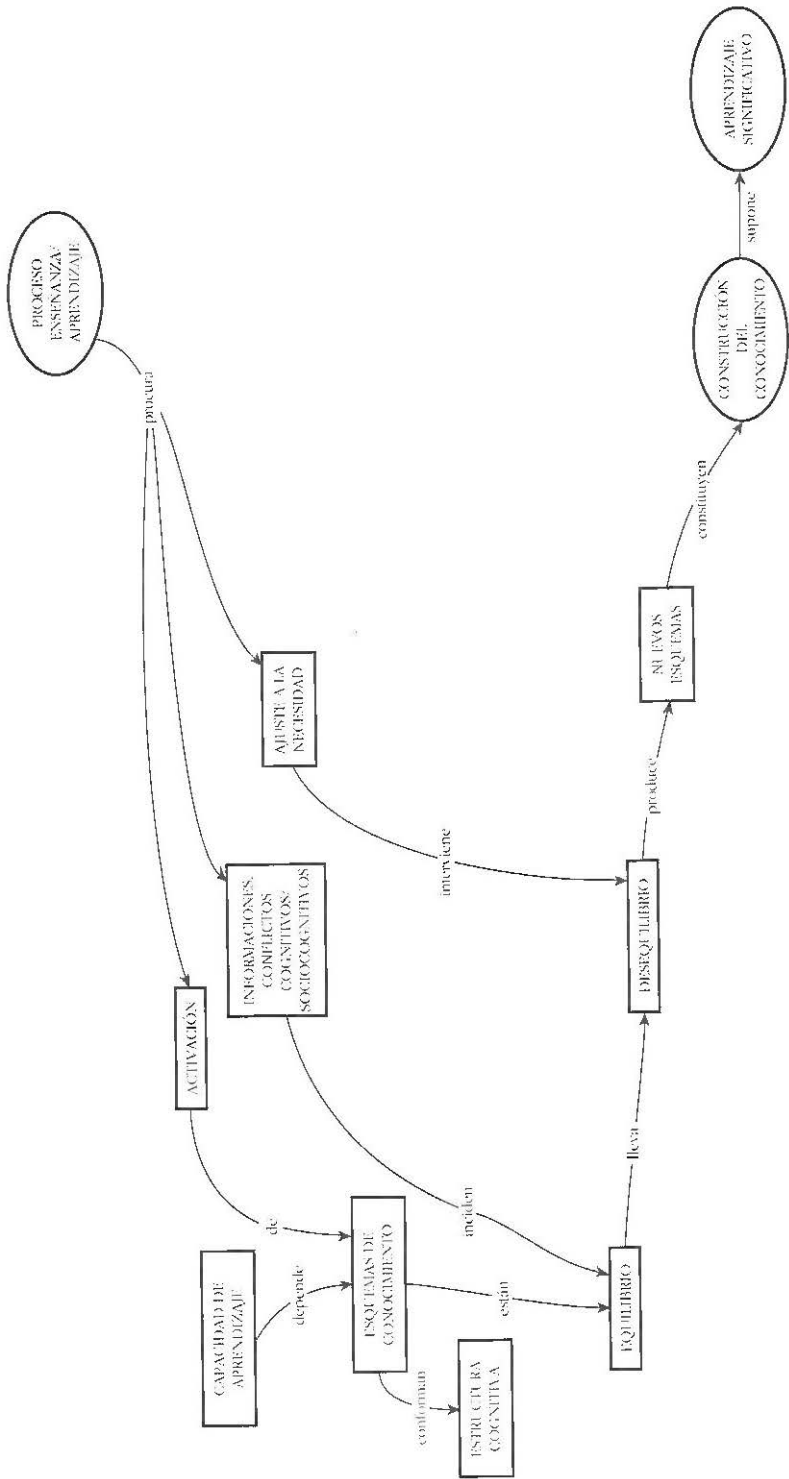 PROCESO
ENSEÑANZA/
APRENDIZAJE
procura
ACTIVACIÓN
CAPACIDAD DE
APRENDIZAJE
INFORMACIONES,
CONFLICTOS
COGNITIVOS/
SOCIOCOGNITIVOS
AJUSTE A LA
NECESIDAD
de
depende
ESQUEMAS DE
CONOCIMIENTO
conforman
ESTRUCTURA
COGNITIVA
están
inciden
interviene
EQUILIBRIO
lleva
DESEQUILIBRIO
produce
NUEVOS
ESQUEMAS
constituyen
CONSTRUCCIÓN
DEL
CONOCIMIENTO
supone
APRENDIZAJE
SIGNIFICATIVO